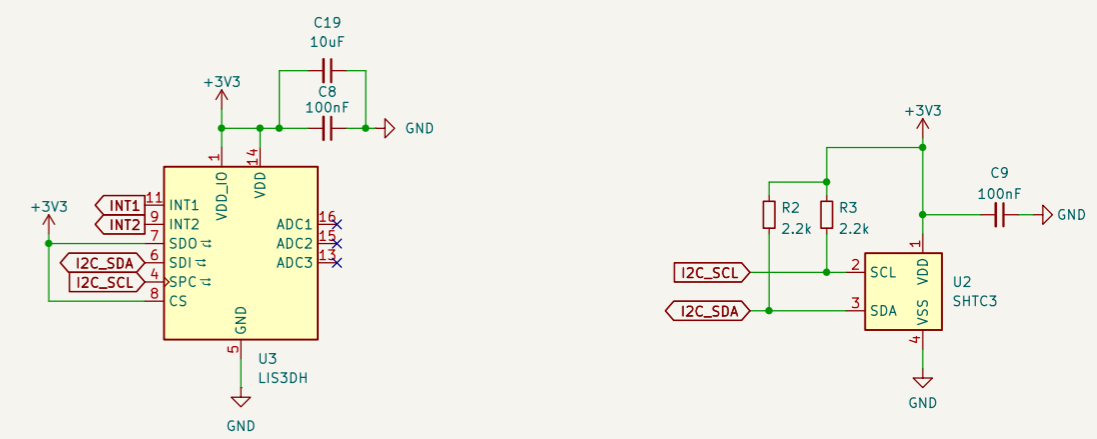 C19
10uF
+3V3
C8
100nF
GND
1
14
VDD_IO
VDD
+3V3
INT1
11
INT1
INT2
9
INT2
7
SDO
I2C_SDA
6
SDI
I2C_SCL
4
SPC
8
CS
ADC1
16
ADC2
15
ADC3
13
GND
5
U3
LIS3DH
GND
+3V3
C9
100nF
GND
R2
2.2k
R3
2.2k
1
I2C_SCL
2
SCL
VDD
I2C_SDA
3
SDA
VSS
U2
SHTC3
4
GND